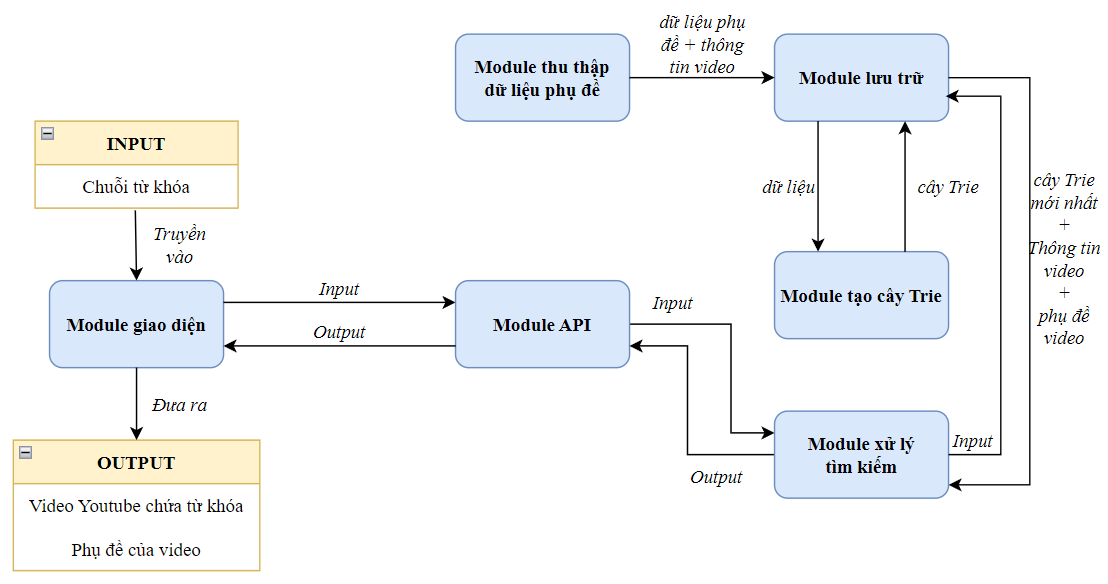 dữ liệu phụ
đề + thông
tin video
Module thu thập
dữ liệu phụ đề
Module lưu trữ
INPUT
Chuỗi từ khóa
dữ liệu
cây Trie
cây Trie
mới nhất
+
Thông tin
video
+
phụ đề
video
Truyền
vào
Module giao diện
Input
Output
Module API
Input
Module tạo cây Trie
Đưa ra
OUTPUT
Video Youtube chứa từ khóa
Phụ đề của video
Output
Module xử lý
tìm kiếm
Input